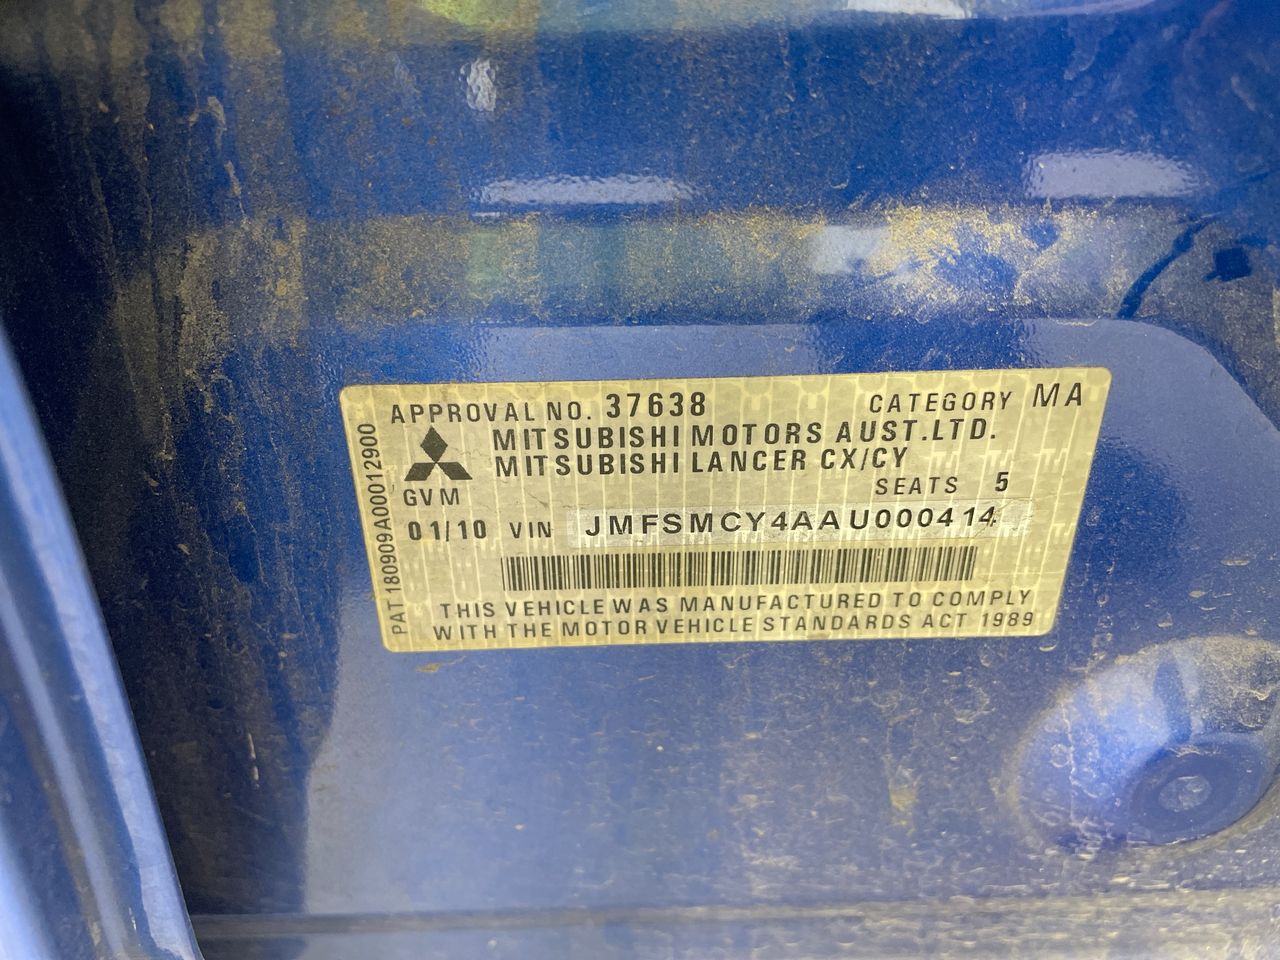 APPROVAL NO. 37638 CATEGORY MA
MITSUBISHI MOTORS AUST.LTD.
MITSUBISHI LANCER CX/CY
GVM SEATS 5
01/10 VIN JMFSMCY4AAU000414
THIS VEHICLE WAS MANUFACTURED TO COMPLY
WITH THE MOTOR VEHICLE STANDARDS ACT 1989
PAT 180909A00012900